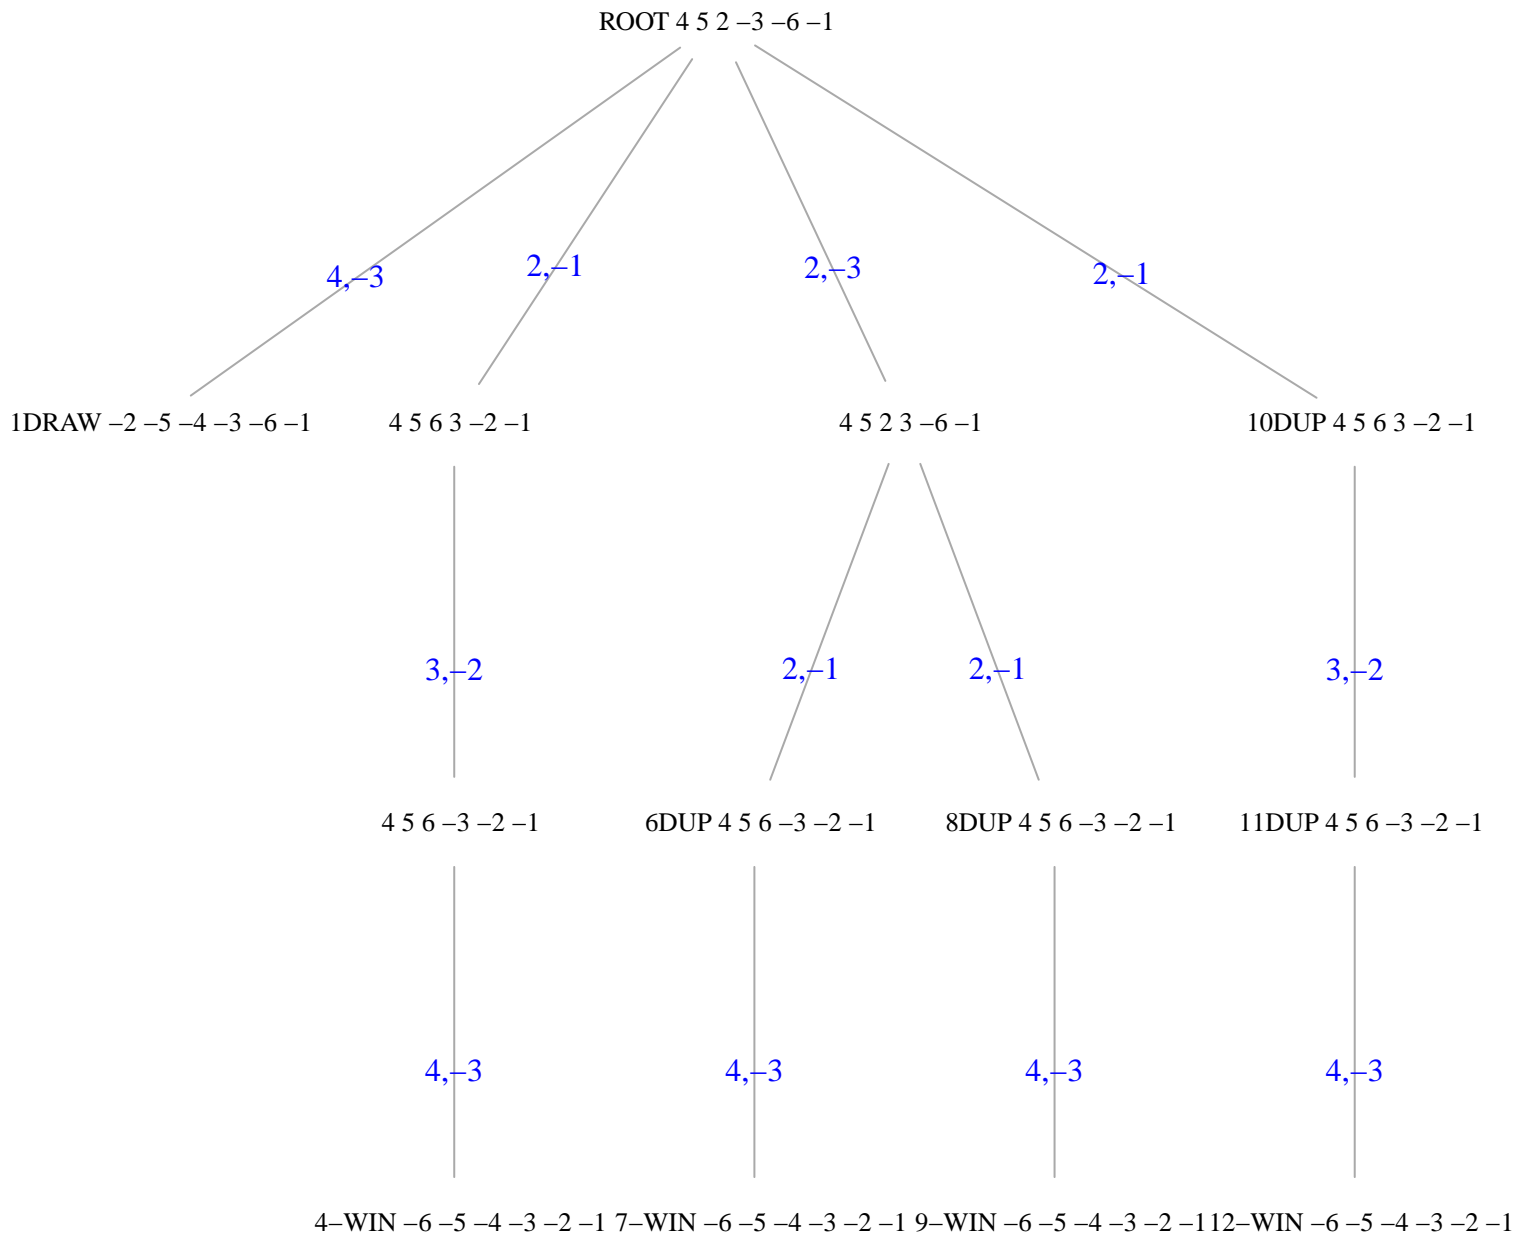 ROOT 4 5 2 –3 –6 –1
4,–3
2,–1
2,–3
2,–1
1DRAW –2 –5 –4 –3 –6 –1
4 5 6 3 –2 –1
4 5 2 3 –6 –1
10DUP 4 5 6 3 –2 –1
3,–2
2,–1
2,–1
3,–2
4 5 6 –3 –2 –1
6DUP 4 5 6 –3 –2 –1
8DUP 4 5 6 –3 –2 –1
11DUP 4 5 6 –3 –2 –1
4,–3
4,–3
4,–3
4,–3
4–WIN –6 –5 –4 –3 –2 –1
7–WIN –6 –5 –4 –3 –2 –1
9–WIN –6 –5 –4 –3 –2 –1
12–WIN –6 –5 –4 –3 –2 –1